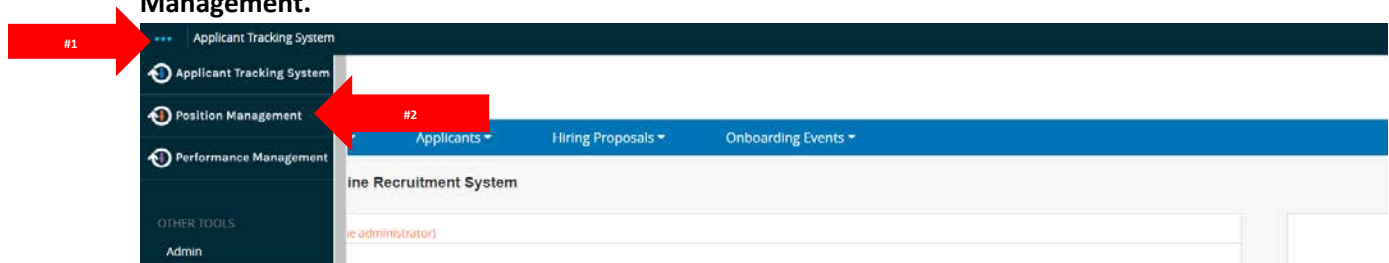 Management.
#1
••• Applicant Tracking System
Applicant Tracking System
Position Management
#2
Applicants Hiring Proposals Onboarding Events
Performance Management
ine Recruitment System
OTHER TOOLS
e administrator)
Admin